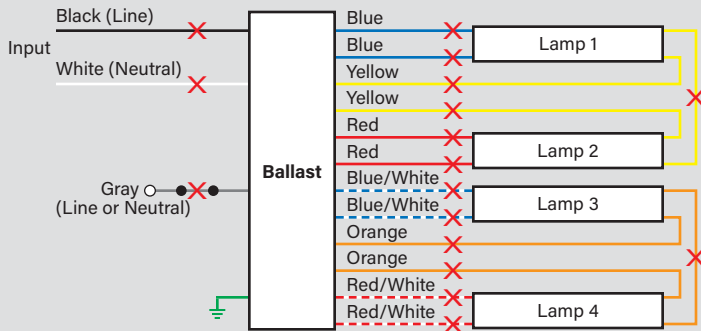 Black (Line)
Input
White (Neutral)
Gray
(Line or Neutral)
Ballast
Blue
Blue
Yellow
Yellow
Red
Red
Blue/White
Blue/White
Orange
Orange
Red/White
Red/White
Lamp 1
Lamp 2
Lamp 3
Lamp 4